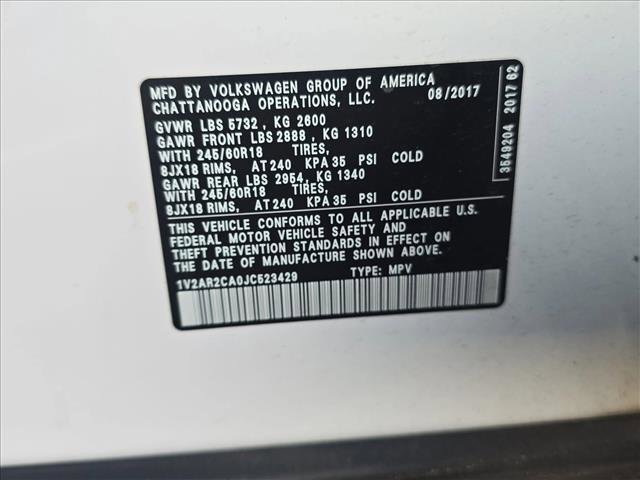 MFD BY VOLKSWAGEN GROUP OF AMERICA
CHATTANOOGA OPERATIONS, LLC. 08/2017
GVWR LBS 5732 , KG 2600
GAWR FRONT LBS 2888 , KG 1310
WITH 245/60R18 TIRES,
8JX18 RIMS, AT 240 KPA 35 PSI COLD
GAWR REAR LBS 2954, KG 1340
WITH 245/60R18 TIRES,
8JX18 RIMS, AT 240 KPA 35 PSI COLD
THIS VEHICLE CONFORMS TO ALL APPLICABLE U.S.
FEDERAL MOTOR VEHICLE SAFETY AND
THEFT PREVENTION STANDARDS IN EFFECT ON
THE DATE OF MANUFACTURE SHOWN ABOVE.
1V2AR2CA0JC523429 TYPE: MPV
3549204 2017 62